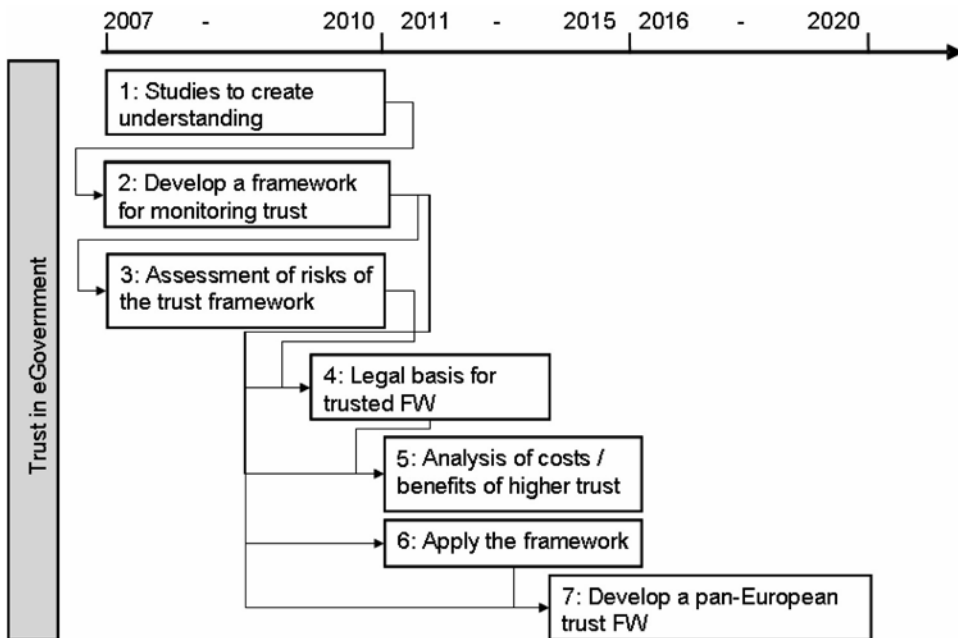 2007 - 2010 2011 - 2015 2016 - 2020
Trust in eGovernment
1: Studies to create
understanding
2: Develop a framework
for monitoring trust
3: Assessment of risks of
the trust framework
4: Legal basis for
trusted FW
5: Analysis of costs /
benefits of higher trust
6: Apply the framework
7: Develop a pan-European
trust FW